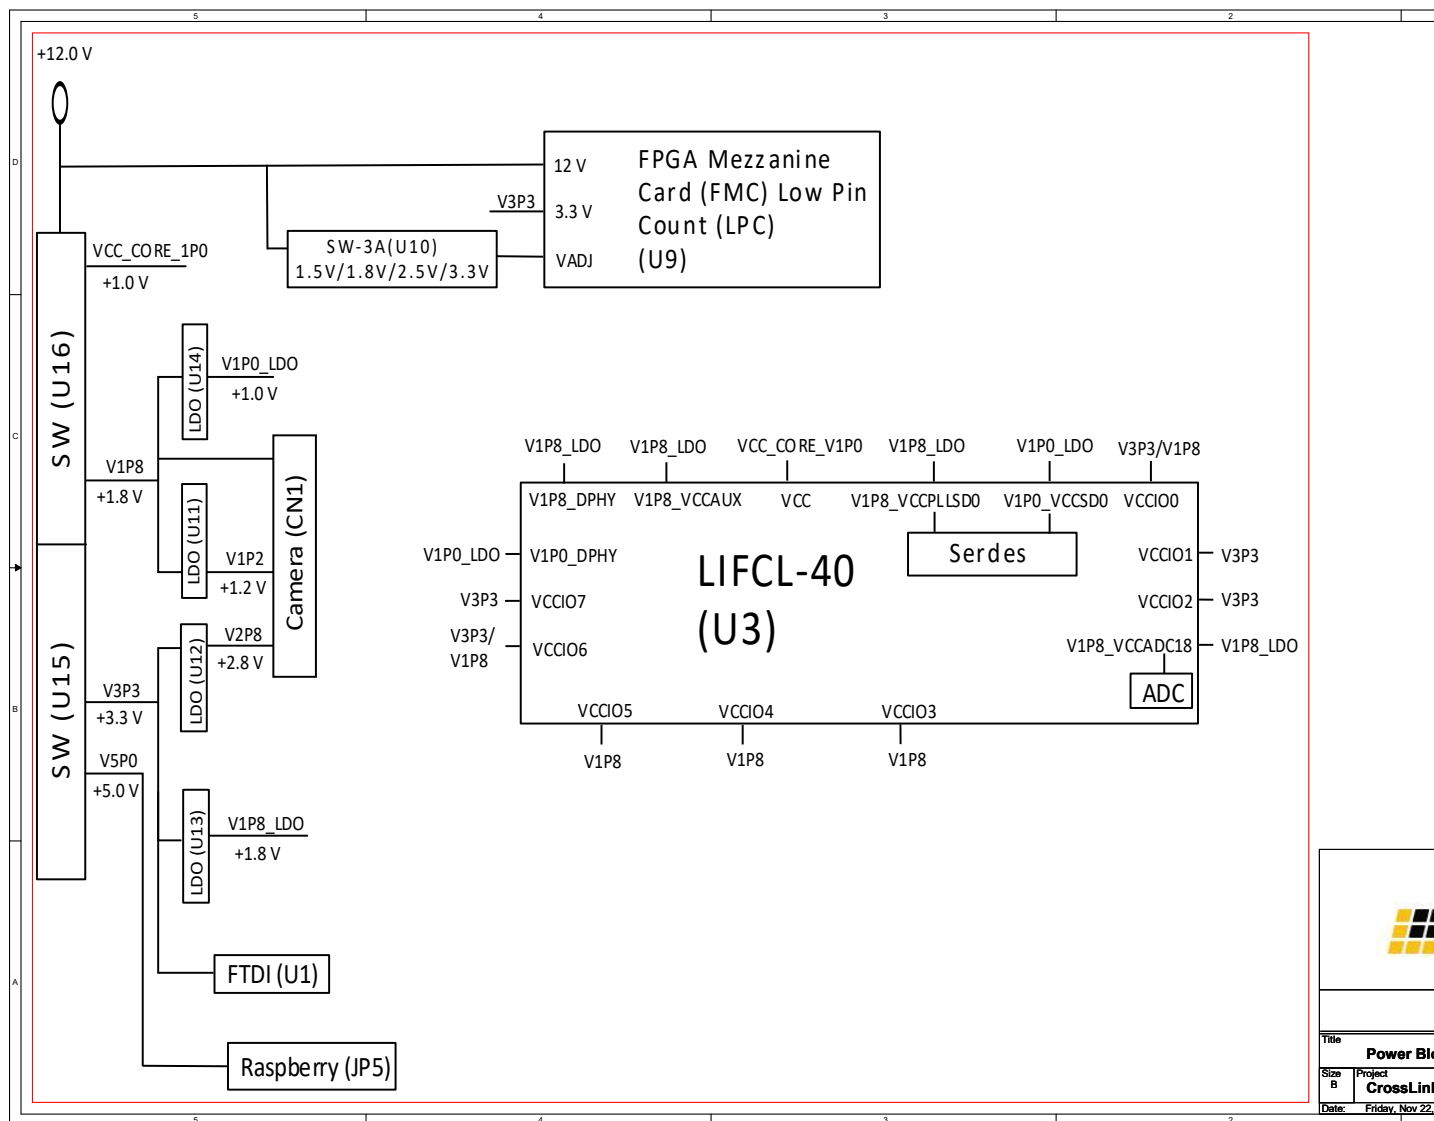 5
4
3
2
+12.0 V
D
12 V
FPGA Mezzanine
Card (FMC) Low Pin
Count (LPC)
(U9)
V3P3
3.3 V
VADJ
SW-3A(U10)
1.5V/1.8V/2.5V/3.3V
VCC_CORE_1P0
+1.0 V
SW (U16)
LDO (U14)
V1P0_LDO
+1.0 V
C
V1P8
+1.8 V
LDO (U11)
V1P2
+1.2 V
Camera (CN1)
V1P8_LDO
V1P8_LDO
VCC_CORE_V1P0
V1P8_LDO
V1P0_LDO
V3P3/V1P8
V1P8_DPHY
V1P8_VCCAUX
VCC
V1P8_VCCPLLSD0
V1P0_VCCSD0
VCCIO0
Serdes
V1P0_LDO
V1P0_DPHY
LIFCL-40
(U3)
VCCIO1
V3P3
V3P3
VCCIO7
VCCIO2
V3P3
V3P3/
V1P8
VCCIO6
V1P8_VCCADC18
V1P8_LDO
ADC
VCCIO5
VCCIO4
VCCIO3
V1P8
V1P8
V1P8
SW (U15)
LDO (U12)
V2P8
+2.8 V
B
V3P3
+3.3 V
V5P0
+5.0 V
LDO (U13)
V1P8_LDO
+1.8 V
A
FTDI (U1)
Raspberry (JP5)
Title
Power Blo
Size
B
Project
CrossLin
Date:
Friday, Nov 22,
5
4
3
2